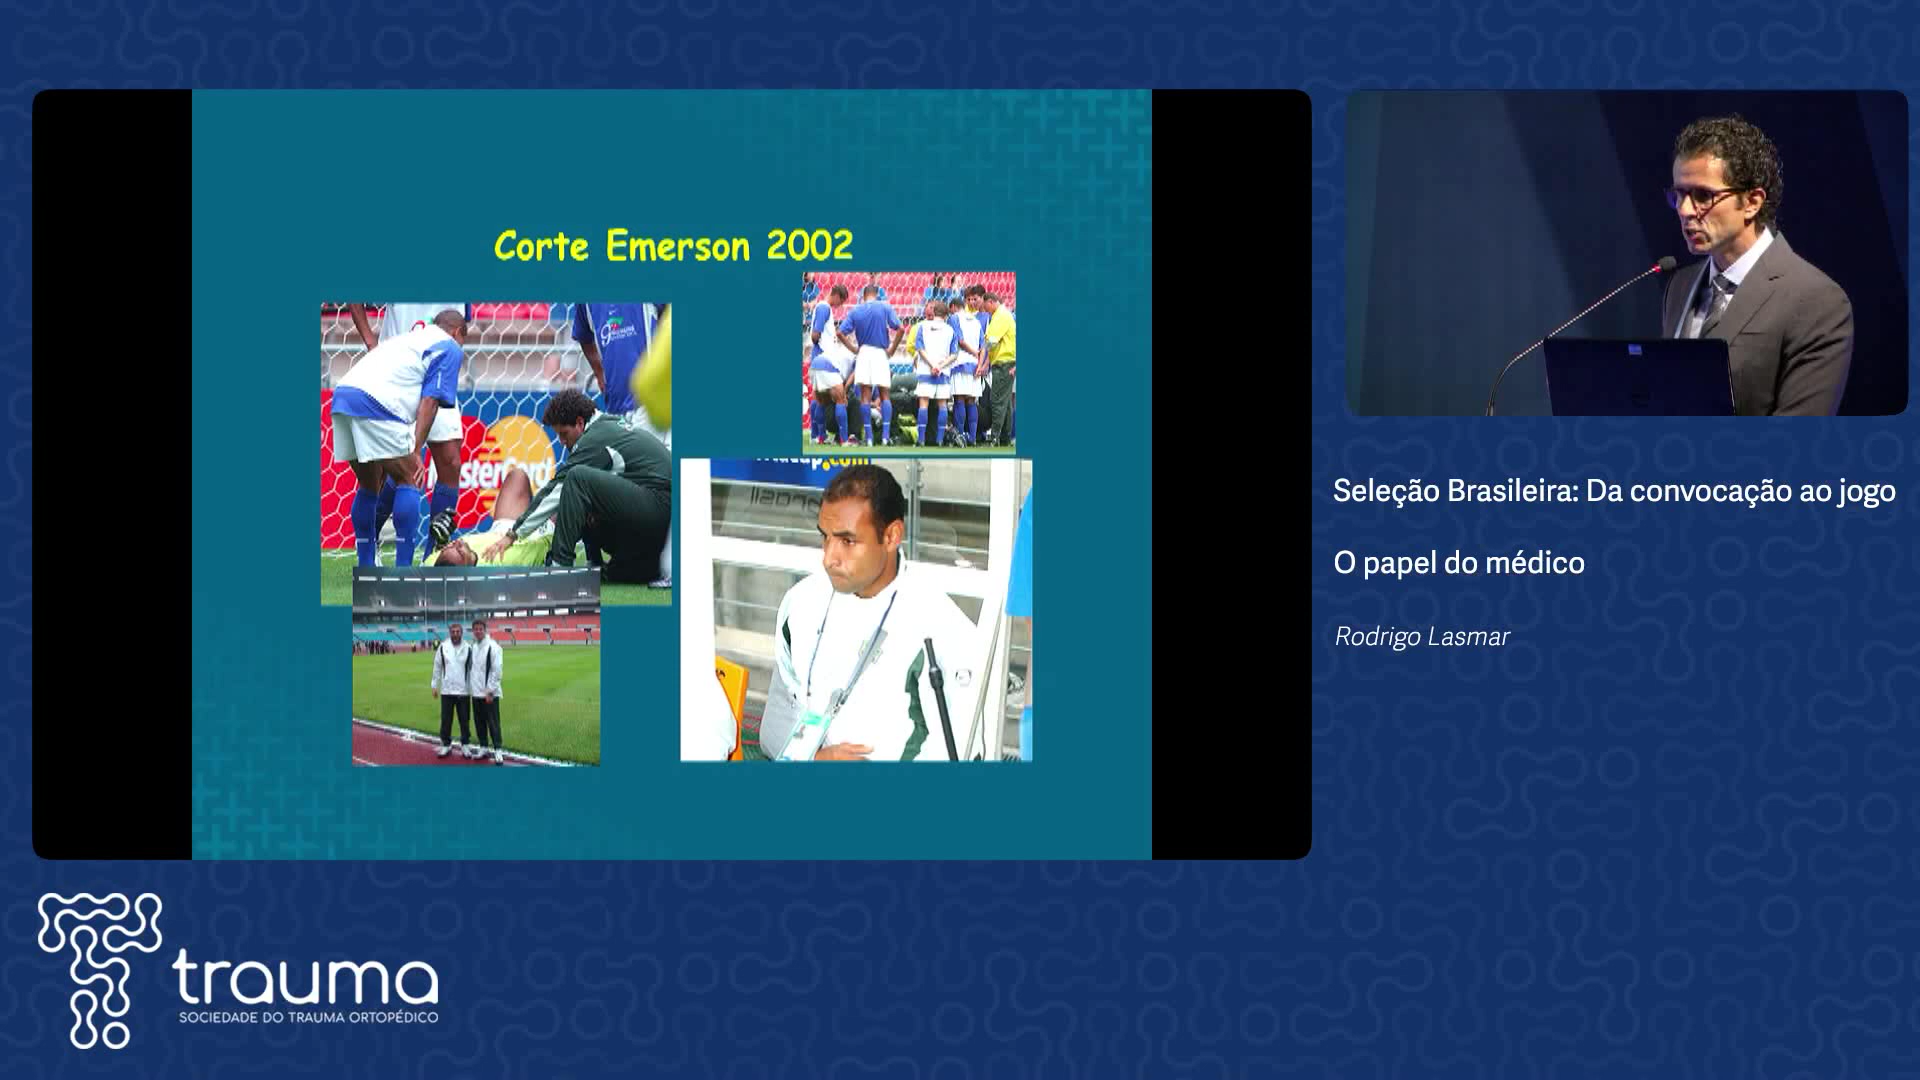 Corte Emerson 2002
MasterCard
Seleção Brasileira: Da convocação ao jogo
O papel do médico
Rodrigo Lasmar
trauma
SOCIEDADE DO TRAUMA ORTOPÉDICO